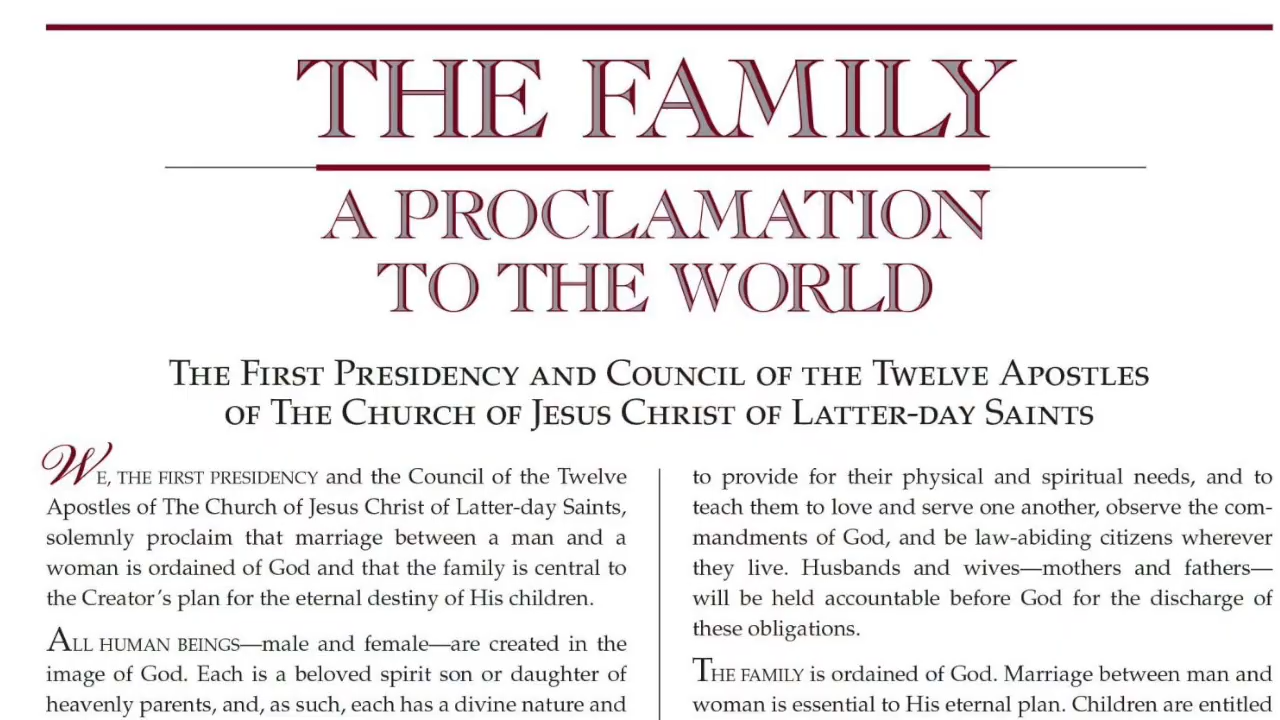 THE FAMILY
A PROCLAMATION
TO THE WORLD
THE FIRST PRESIDENCY AND COUNCIL OF THE TWELVE APOSTLES
OF THE CHURCH OF JESUS CHRIST OF LATTER-DAY SAINTS
WE, THE FIRST PRESIDENCY and the Council of the Twelve
Apostles of The Church of Jesus Christ of Latter-day Saints,
solemnly proclaim that marriage between a man and a
woman is ordained of God and that the family is central to
the Creator's plan for the eternal destiny of His children.
ALL HUMAN BEINGS—male and female—are created in the
image of God. Each is a beloved spirit son or daughter of
heavenly parents, and, as such, each has a divine nature and
to provide for their physical and spiritual needs, and to
teach them to love and serve one another, observe the com-
mandments of God, and be law-abiding citizens wherever
they live. Husbands and wives—mothers and fathers—
will be held accountable before God for the discharge of
these obligations.
THE FAMILY is ordained of God. Marriage between man and
woman is essential to His eternal plan. Children are entitled